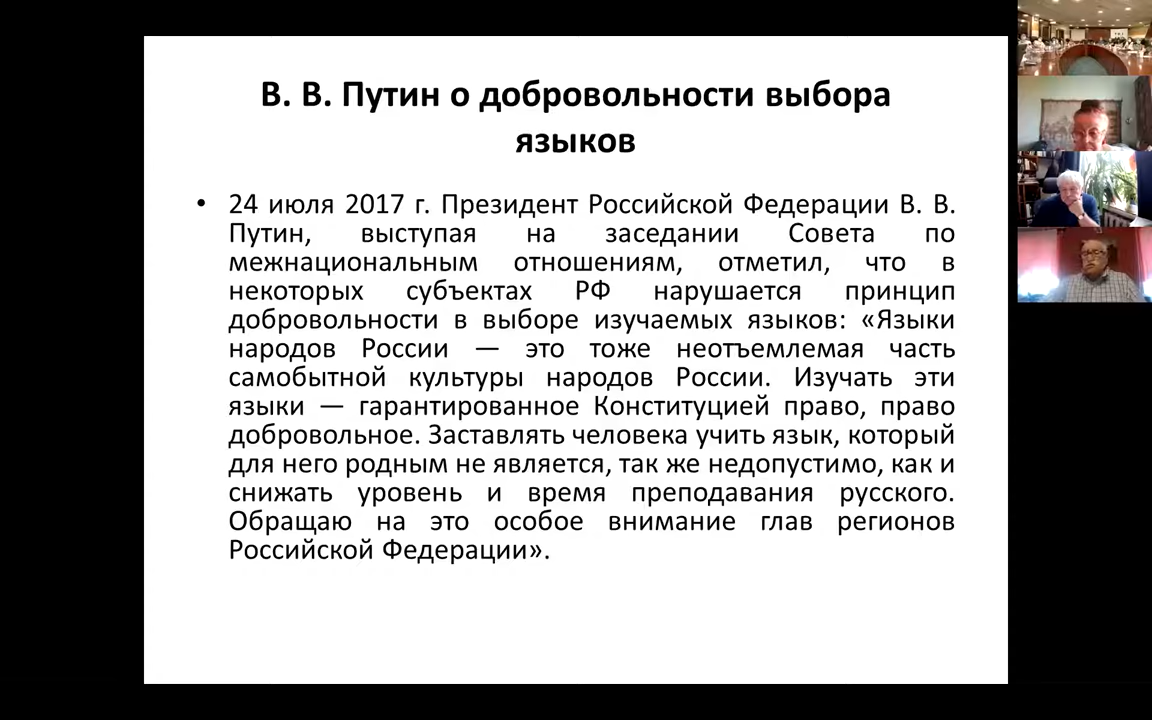 В. В. Путин о добровольности выбора
языков
• 24 июля 2017 г. Президент Российской Федерации В. В.
Путин, выступая на заседании Совета по
межнациональным отношениям, отметил, что в
некоторых субъектах РФ нарушается принцип
добровольности в выборе изучаемых языков: «Языки
народов России — это тоже неотъемлемая часть
самобытной культуры народов России. Изучать эти
языки — гарантированное Конституцией право, право
добровольное. Заставлять человека учить язык, который
для него родным не является, так же недопустимо, как и
снижать уровень и время преподавания русского.
Обращаю на это особое внимание глав регионов
Российской Федерации».